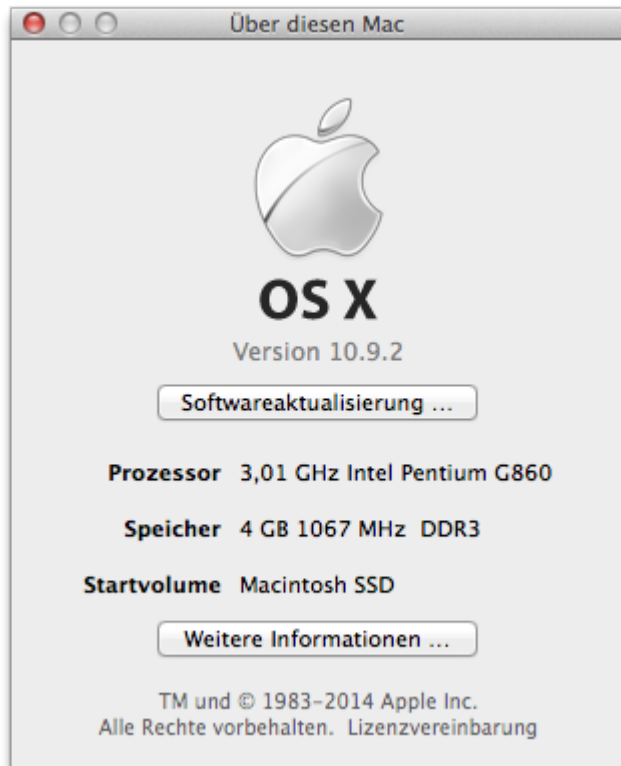 Über diesen Mac
OS X
Version 10.9.2
Softwareaktualisierung ...
Prozessor 3,01 GHz Intel Pentium G860
Speicher 4 GB 1067 MHz  DDR3
Startvolume Macintosh SSD
Weitere Informationen ...
TM und © 1983–2014 Apple Inc.
Alle Rechte vorbehalten.  Lizenzvereinbarung